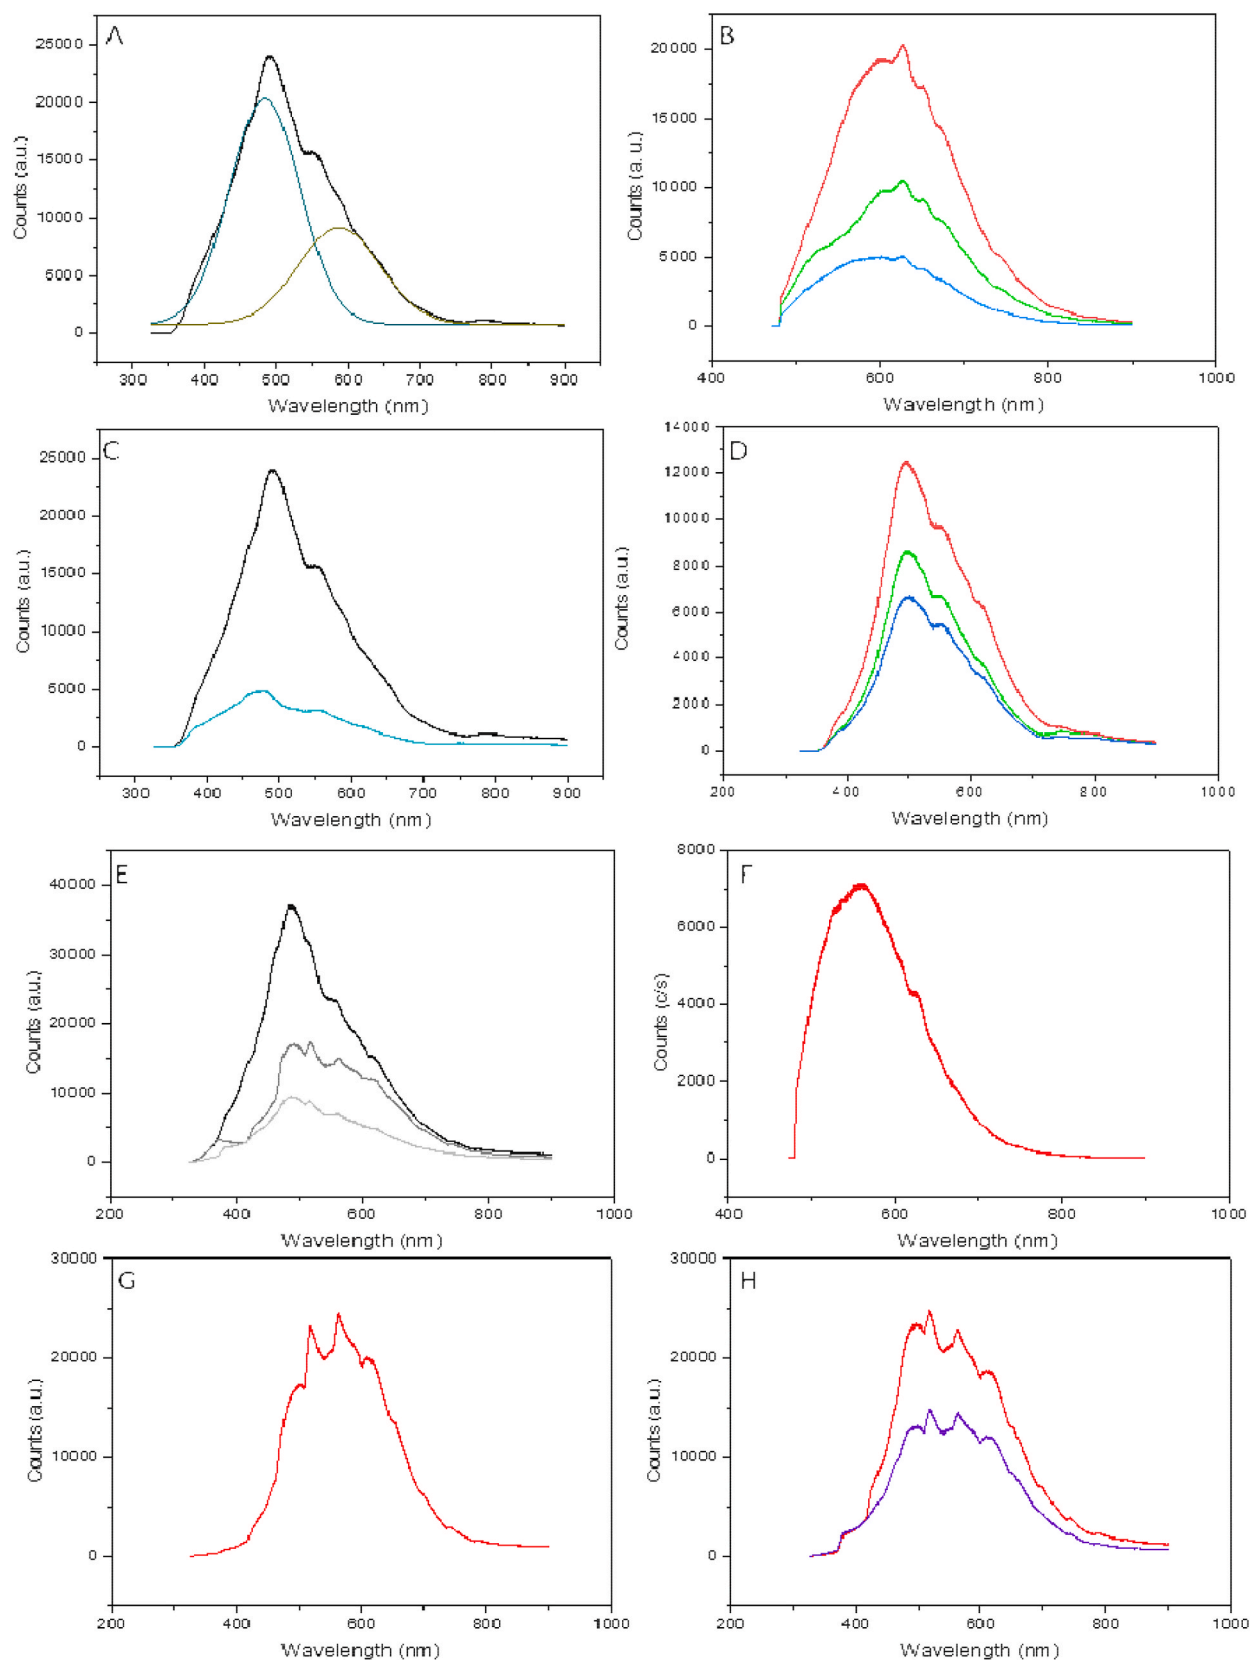 A
Counts (a.u.)
25000
20000
15000
10000
5000
0
300 400 500 600 700 800 900
Wavelength (nm)
B
Counts (a. u.)
20000
15000
10000
5000
0
400 600 800 1000
Wavelength (nm)
C
Counts (a.u.)
25000
20000
15000
10000
5000
0
300 400 500 600 700 800 900
Wavelength (nm)
D
Counts (a.u.)
14000
12000
10000
8000
6000
4000
2000
0
200 400 600 800 1000
Wavelength (nm)
E
Counts (a.u.)
40000
30000
20000
10000
0
200 400 600 800 1000
Wavelength (nm)
F
Counts (c/s)
8000
6000
4000
2000
0
400 600 800 1000
Wavelength (nm)
G
Counts (a.u.)
30000
20000
10000
0
200 400 600 800 1000
Wavelength (nm)
H
Counts (a.u.)
30000
20000
10000
0
200 400 600 800 1000
Wavelength (nm)